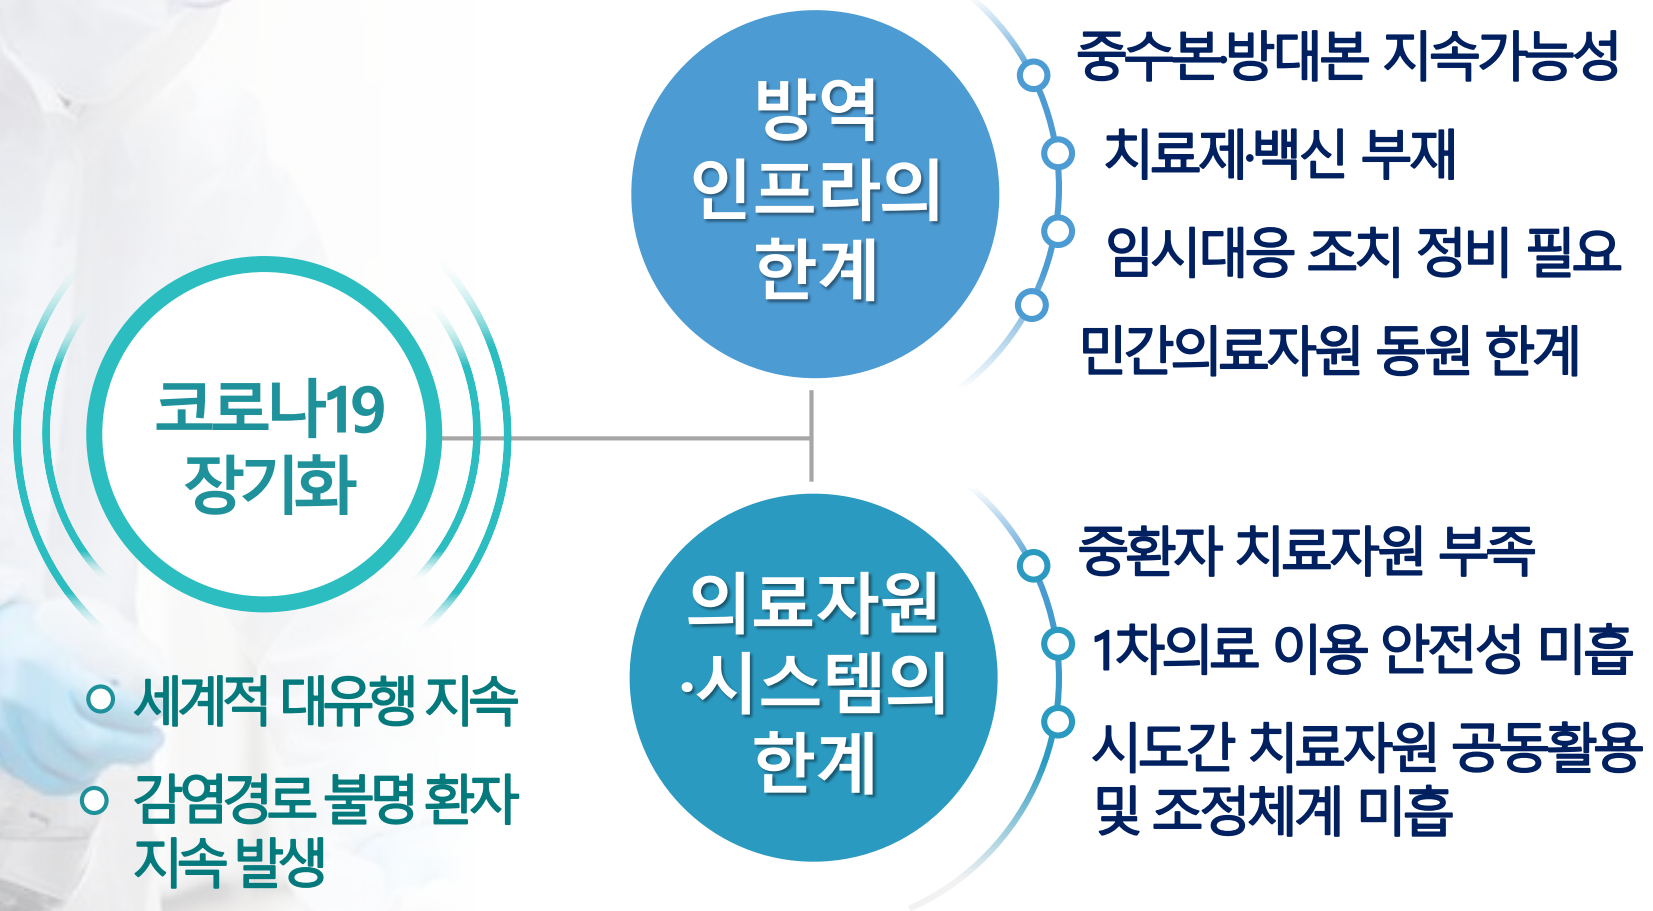 코로나19
장기화
세계적 대유행 지속
감염경로 불명 환자
지속 발생
방역
인프라의
한계
중수본·방대본 지속가능성
치료제·백신 부재
임시대응 조치 정비 필요
민간의료자원 동원 한계
의료자원
·시스템의
한계
중환자 치료자원 부족
1차의료 이용 안전성 미흡
시도간 치료자원 공동활용
및 조정체계 미흡